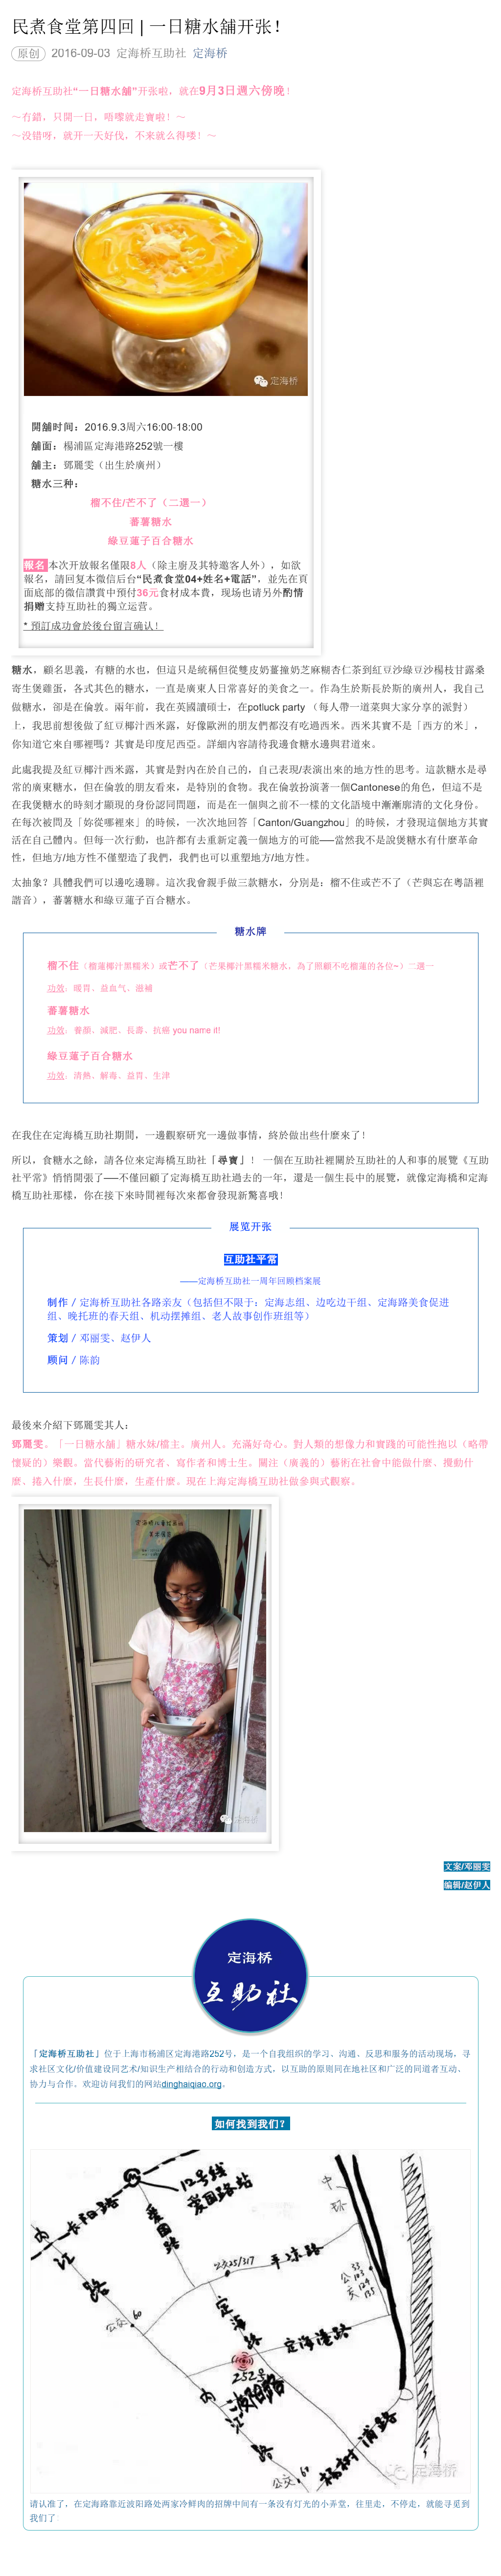 民煮食堂第四回 | 一日糖水舖开张！
原创 2016-09-03 定海桥互助社 定海桥
定海桥互助社“一日糖水舖”开张啦，就在9月3日週六傍晚！
～冇錯，只開一日，唔嚟就走寶啦！～
～没错呀，就开一天好伐，不来就么得喽！～
定海桥
開舖时间：2016.9.3周六16:00-18:00
舖面：楊浦區定海港路252號一樓
舖主：鄧麗雯（出生於廣州）
糖水三种：
榴不住/芒不了（二選一）
蕃薯糖水
綠豆蓮子百合糖水
報名 本次开放報名僅限8人（除主廚及其特邀客人外），如欲
報名，請回复本微信后台“民煮食堂04+姓名+電話”，並先在頁
面底部的微信讚賞中預付36元食材成本費，現场也请另外酌情
捐赠支持互助社的獨立运营。
* 預訂成功會於後台留言确认！
糖水，顧名思義，有糖的水也，但這只是統稱但從雙皮奶薑撞奶芝麻糊杏仁茶到紅豆沙綠豆沙楊枝甘露桑
寄生煲雞蛋，各式其色的糖水，一直是廣東人日常喜好的美食之一。作為生於斯長於斯的廣州人，我自己
做糖水，卻是在倫敦。兩年前，我在英國讀碩士，在potluck party （每人帶一道菜與大家分享的派對）
上，我思前想後做了紅豆椰汁西米露，好像歐洲的朋友們都沒有吃過西米。西米其實不是「西方的米」，
你知道它來自哪裡嗎？其實是印度尼西亞。詳細內容請待我邊食糖水邊與君道來。
此處我提及紅豆椰汁西米露，其實是對內在於自己的，自己表現/表演出來的地方性的思考。這款糖水是尋
常的廣東糖水，但在倫敦的朋友看來，是特別的食物。我在倫敦扮演著一個Cantonese的角色，但這不是
在我煲糖水的時刻才顯現的身份認同問題，而是在一個與之前不一樣的文化語境中漸漸廓清的文化身份。
在每次被問及「妳從哪裡來」的時候，一次次地回答「Canton/Guangzhou」的時候，才發現這個地方其實
活在自己體內。但每一次行動，也許都有去重新定義一個地方的可能──當然我不是說煲糖水有什麼革命
性，但地方/地方性不僅塑造了我們，我們也可以重塑地方/地方性。
太抽象？具體我們可以邊吃邊聊。這次我會親手做三款糖水，分別是：榴不住或芒不了（芒與忘在粵語裡
諧音），蕃薯糖水和綠豆蓮子百合糖水。
糖水牌
榴不住（榴蓮椰汁黑糯米）或芒不了（芒果椰汁黑糯米糖水，為了照顧不吃榴蓮的各位~）二選一
功效：暖胃、益血气、滋補
蕃薯糖水
功效：養顏、減肥、長壽、抗癌 you name it!
綠豆蓮子百合糖水
功效：清熱、解毒、益胃、生津
在我住在定海橋互助社期間，一邊觀察研究一邊做事情，終於做出些什麼來了！
所以，食糖水之餘，請各位來定海橋互助社「尋寶」！ 一個在互助社裡關於互助社的人和事的展覽《互助
社平常》悄悄開張了──不僅回顧了定海橋互助社過去的一年，還是一個生長中的展覽，就像定海橋和定海
橋互助社那樣，你在接下來時間裡每次來都會發現新驚喜哦！
展览开张
互助社平常
——定海桥互助社一周年回顾档案展
制作 / 定海桥互助社各路亲友（包括但不限于：定海志组、边吃边干组、定海路美食促进
组、晚托班的春天组、机动摆摊组、老人故事创作班组等）
策划 / 邓丽雯、赵伊人
顾问 / 陈韵
最後來介紹下鄧麗雯其人：
鄧麗雯。「一日糖水舖」糖水妹/檔主。廣州人。充滿好奇心。對人類的想像力和實踐的可能性抱以（略帶
懷疑的）樂觀。當代藝術的研究者、寫作者和博士生。關注（廣義的）藝術在社會中能做什麼、攪動什
麼、捲入什麼，生長什麼，生產什麼。現在上海定海橋互助社做參與式觀察。
定海桥
文案/邓丽雯
编辑/赵伊人
定海桥
互助社
「定海桥互助社」位于上海市杨浦区定海港路252号，是一个自我组织的学习、沟通、反思和服务的活动现场，寻
求社区文化/价值建设同艺术/知识生产相结合的行动和创造方式，以互助的原则同在地社区和广泛的同道者互动、
协力与合作。欢迎访问我们的网站dinghaiqiao.org。
如何找到我们？
12号线
爱国路站
长阳路
爱国路
内江路
中环
公交25/317
平凉路
33
103
124
135
公交
公交60
定海路
定海港路
252号
内江路
波阳路
公交61
杨树浦路
定海桥
请认准了，在定海路靠近波阳路处两家冷鲜肉的招牌中间有一条没有灯光的小弄堂，往里走，不停走，就能寻觅到
我们了！